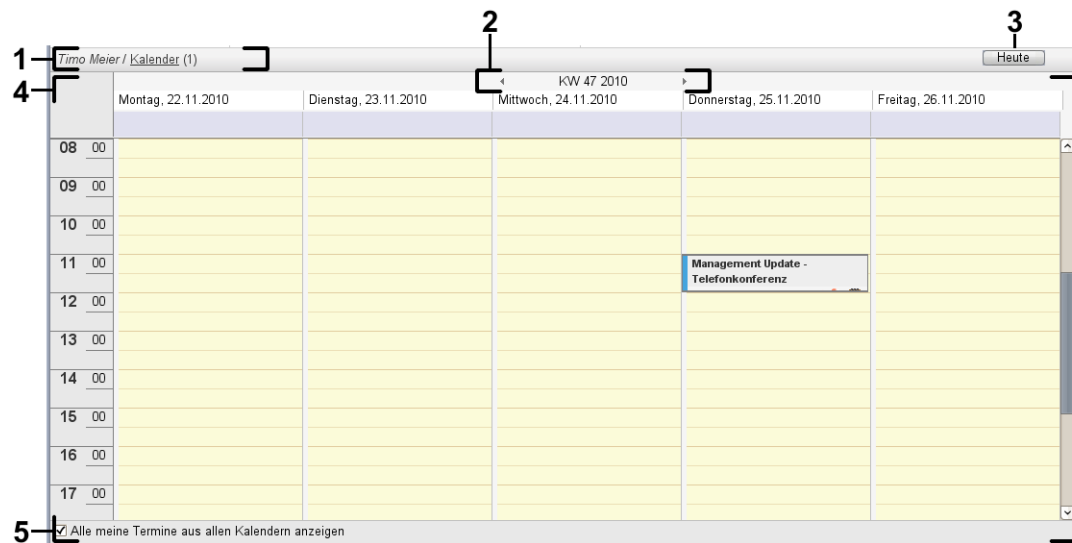 2 3
1 Timo Meier / Kalender (1) Heute
4 KW 47 2010
Montag, 22.11.2010 Dienstag, 23.11.2010 Mittwoch, 24.11.2010 Donnerstag, 25.11.2010 Freitag, 26.11.2010
08 00
09 00
10 00
11 00 Management Update -
Telefonkonferenz
12 00
13 00
14 00
15 00
16 00
17 00
5 Alle meine Termine aus allen Kalendern anzeigen